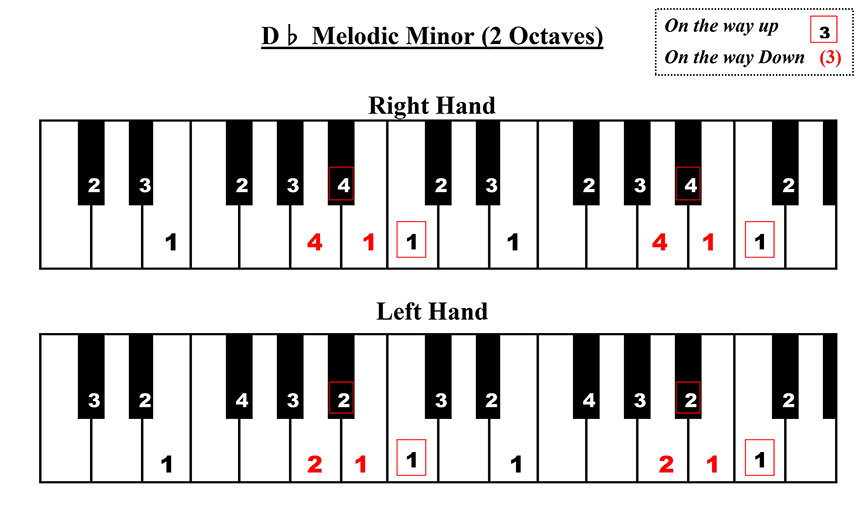 D♭ Melodic Minor (2 Octaves)
On the way up 3
On the way Down (3)
Right Hand
2 3 2 3 4 2 3 2 3 4 2
1 4 1 1 1 4 1 1
Left Hand
3 2 4 3 2 3 2 4 3 2 2
1 2 1 1 1 2 1 1